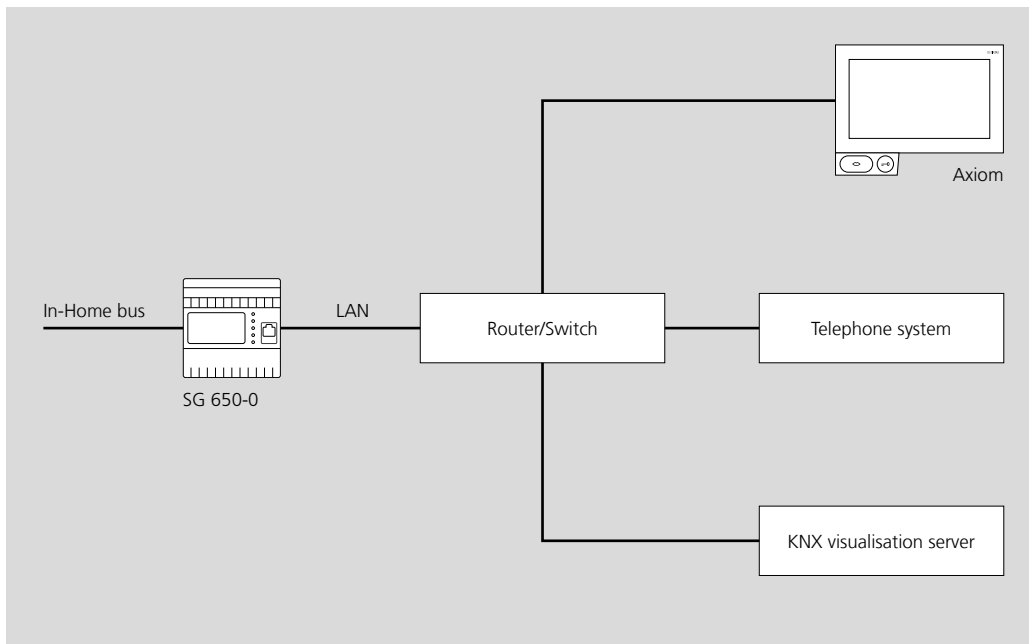 Axiom
In-Home bus
LAN
Router/Switch
Telephone system
SG 650-0
KNX visualisation server